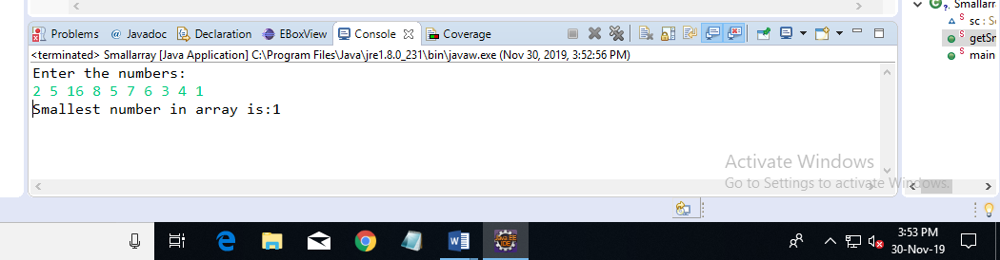 Smallarr
sc : S
getSr
main
Problems @ Javadoc Declaration EBoxView Console Coverage
<terminated> Smallarray [Java Application] C:\Program Files\Java\jre1.8.0_231\bin\javaw.exe (Nov 30, 2019, 3:52:56 PM)
Enter the numbers:
2 5 16 8 5 7 6 3 4 1
Smallest number in array is:1
Activate Windows
Go to Settings to activate Windows.
3:53 PM
30-Nov-19